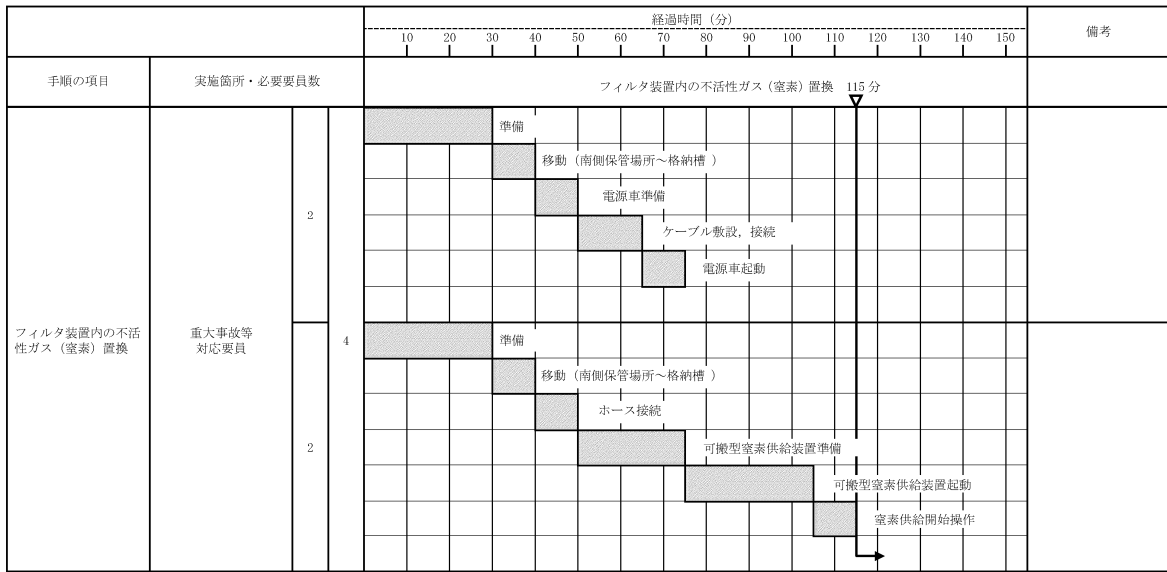 経過時間（分）
備考
10 20 30 40 50 60 70 80 90 100 110 120 130 140 150
手順の項目
実施箇所・必要要員数
フィルタ装置内の不活性ガス（窒素）置換 115分
準備
移動（南側保管場所～格納槽 ）
電源車準備
2
ケーブル敷設，接続
電源車起動
フィルタ装置内の不活
性ガス（窒素）置換
重大事故等
対応要員
4
準備
移動（南側保管場所～格納槽 ）
ホース接続
2
可搬型窒素供給装置準備
可搬型窒素供給装置起動
窒素供給開始操作